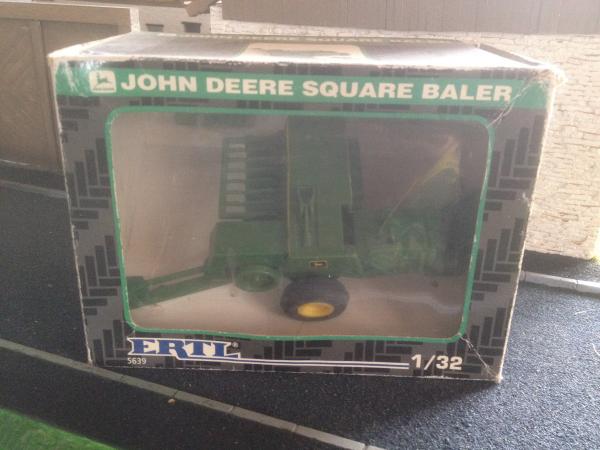 JOHN DEERE SQUARE BALER
ERTL®
5639
1/32